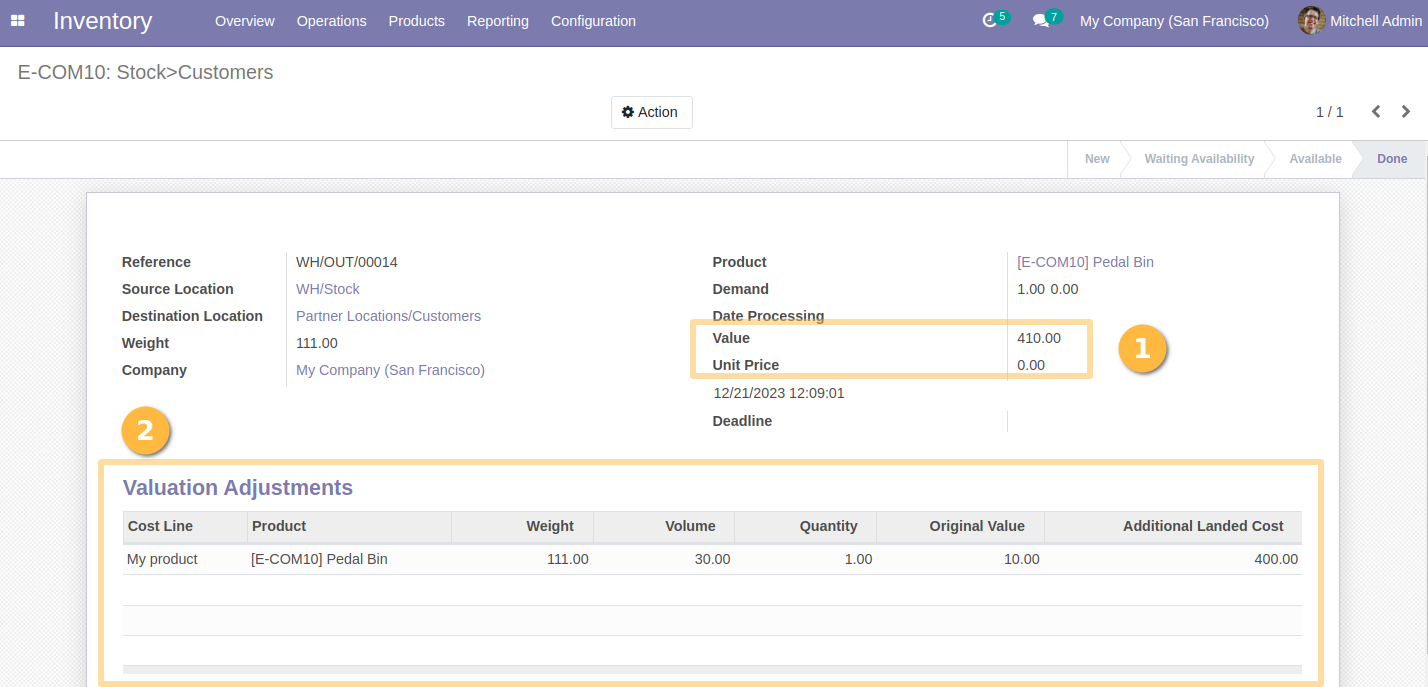 Inventory Overview Operations Products Reporting Configuration 5 7 My Company (San Francisco) Mitchell Admin
E-COM10: Stock>Customers
Action 1 / 1
New Waiting Availability Available Done
Reference WH/OUT/00014
Source Location WH/Stock
Destination Location Partner Locations/Customers
Weight 111.00
Company My Company (San Francisco)
Product [E-COM10] Pedal Bin
Demand 1.00 0.00
Date Processing
Value 410.00
Unit Price 0.00
1
12/21/2023 12:09:01
Deadline
2
Valuation Adjustments
Cost Line Product Weight Volume Quantity Original Value Additional Landed Cost
My product [E-COM10] Pedal Bin 111.00 30.00 1.00 10.00 400.00